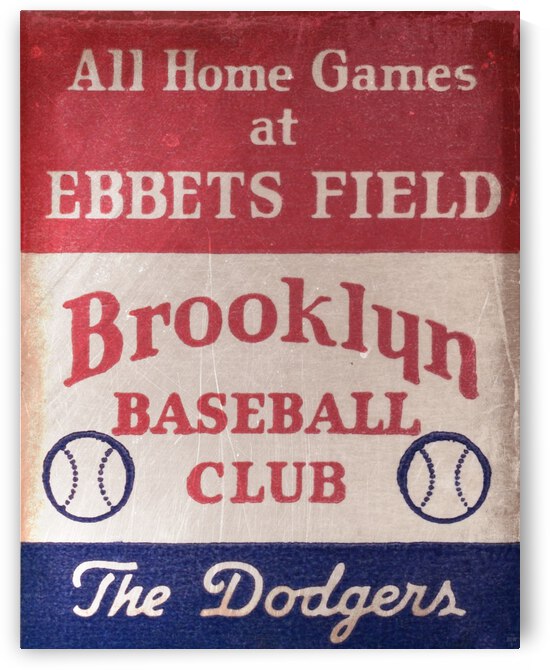 All Home Games
at
EBBETS FIELD
Brooklyn
BASEBALL
CLUB
The Dodgers